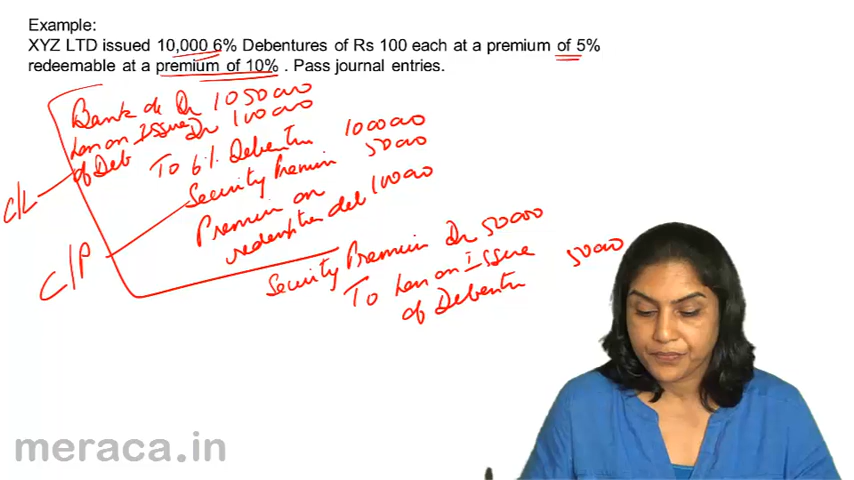 Example:
XYZ LTD issued 10,000 6% Debentures of Rs 100 each at a premium of 5%
redeemable at a premium of 10% . Pass journal entries.
Bank a/c Dr 1050000
Loss on Issue Dr 100000
of Deb
To 6% Debentures 1000000
Security Premium 50000
Premium on
redemption deb 100000
C/L
C/P
Security Premium Dr 50000
To Loss on Issue 50000
of Debenture
meraca.in